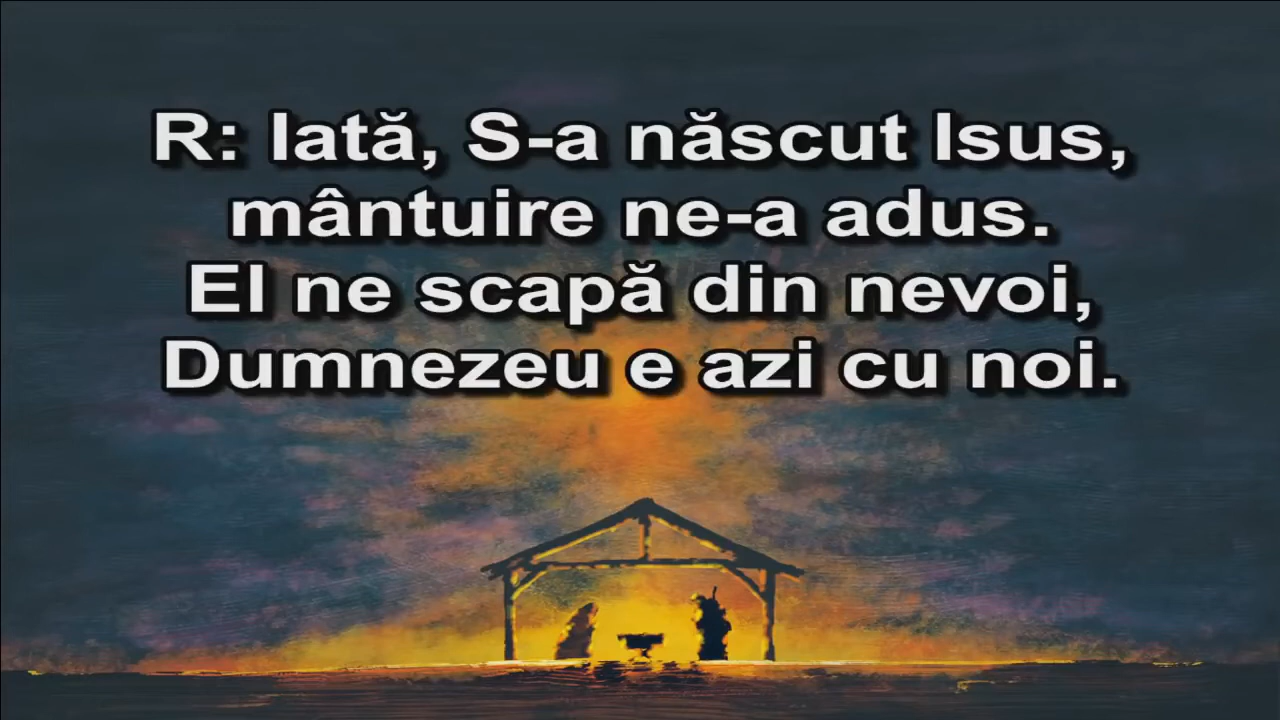 R: Iată, S-a născut Isus,
mântuire ne-a adus.
El ne scapă din nevoi,
Dumnezeu e azi cu noi.